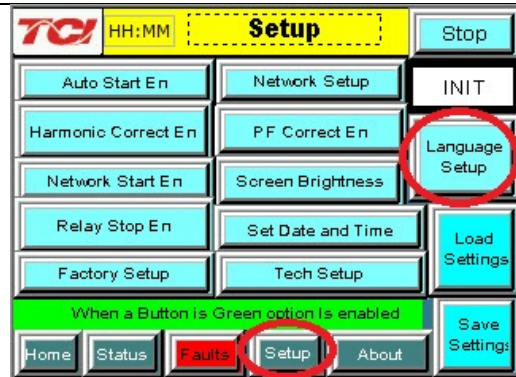 TCI HH:MM Setup Stop
Auto Start En Network Setup INIT
Harmonic Correct En PF Correct En Language
Setup
Network Start En Screen Brightness
Relay Stop En Set Date and Time Load
Settings
Factory Setup Tech Setup
When a Button is Green option Is enabled Save
Settings
Home Status Faults Setup About